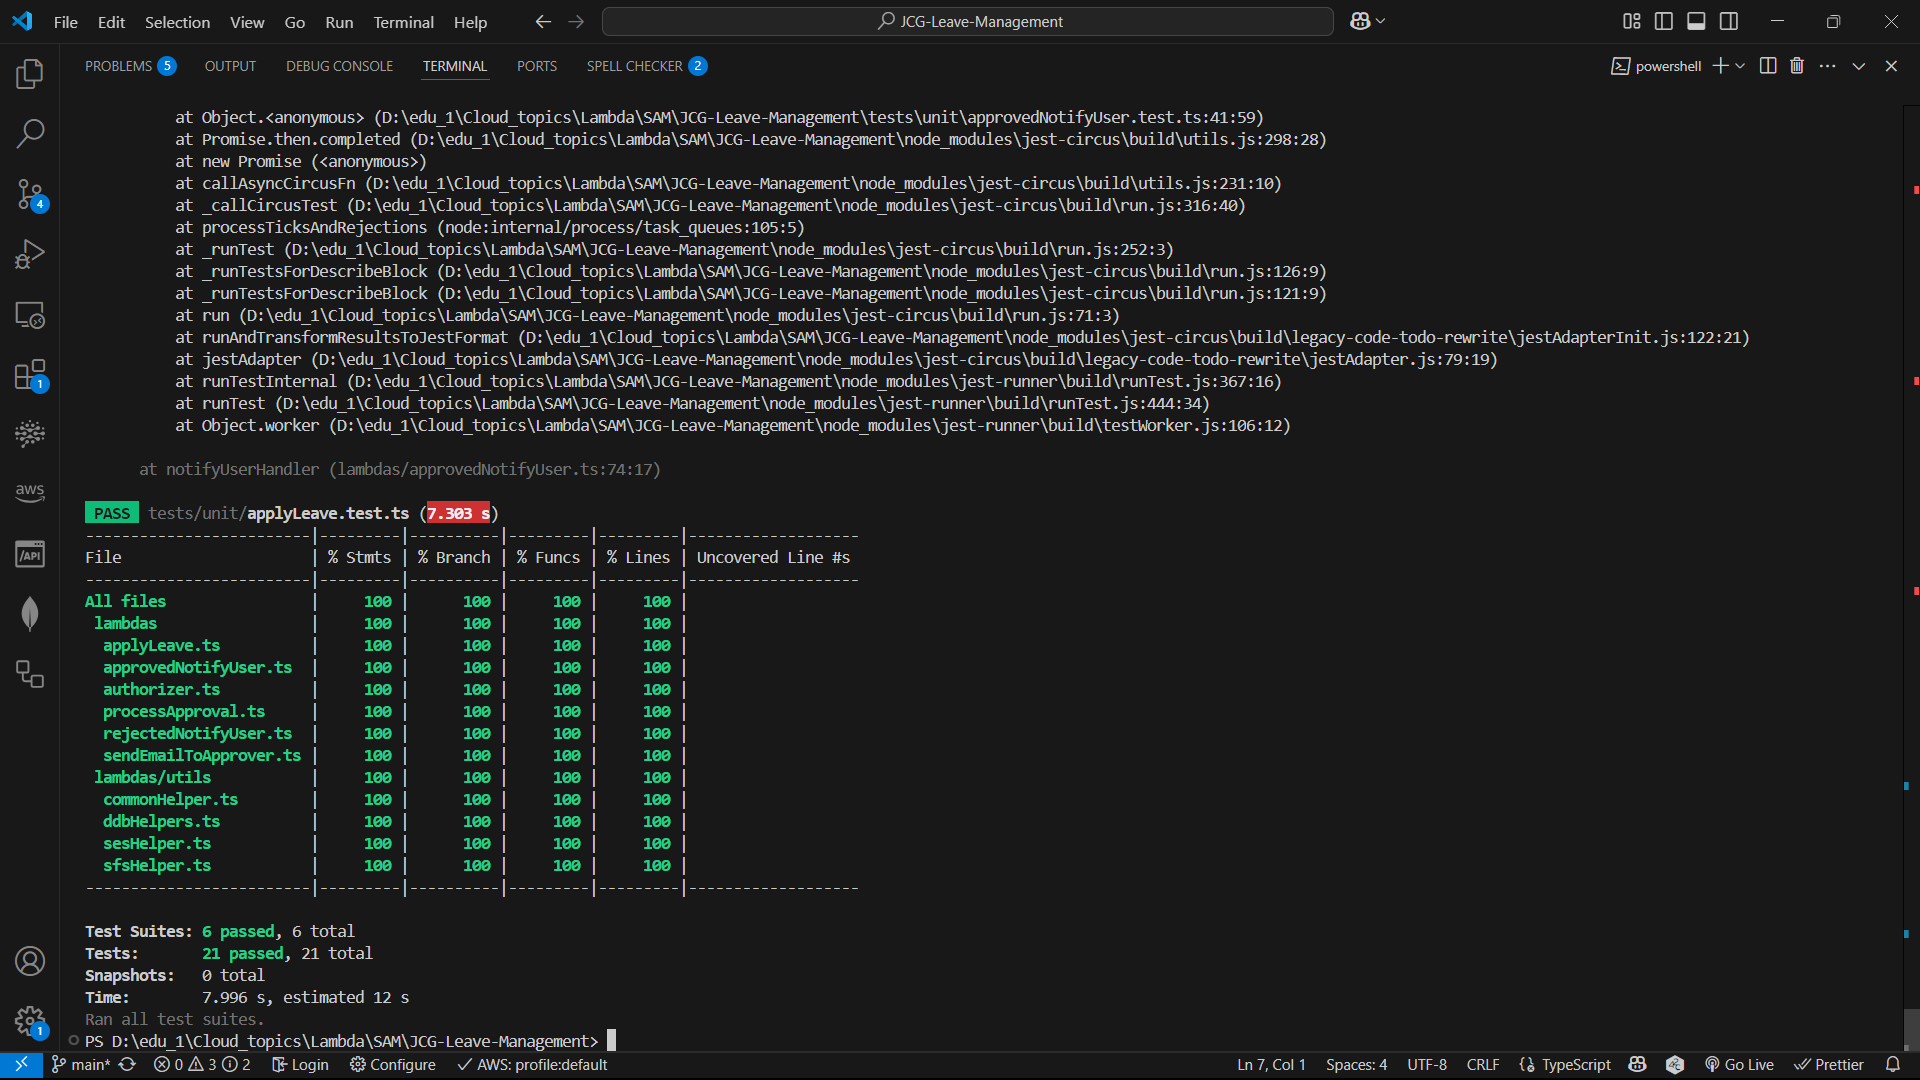 File Edit Selection View Go Run Terminal Help JCG-Leave-Management
PROBLEMS 5 OUTPUT DEBUG CONSOLE TERMINAL PORTS SPELL CHECKER 2 powershell
at Object.<anonymous> (D:\edu_1\Cloud_topics\Lambda\SAM\JCG-Leave-Management\tests\unit\approvedNotifyUser.test.ts:41:59)
at Promise.then.completed (D:\edu_1\Cloud_topics\Lambda\SAM\JCG-Leave-Management\node_modules\jest-circus\build\utils.js:298:28)
at new Promise (<anonymous>)
at callAsyncCircusFn (D:\edu_1\Cloud_topics\Lambda\SAM\JCG-Leave-Management\node_modules\jest-circus\build\utils.js:231:10)
at _callCircusTest (D:\edu_1\Cloud_topics\Lambda\SAM\JCG-Leave-Management\node_modules\jest-circus\build\run.js:316:40)
at processTicksAndRejections (node:internal/process/task_queues:105:5)
at _runTest (D:\edu_1\Cloud_topics\Lambda\SAM\JCG-Leave-Management\node_modules\jest-circus\build\run.js:252:3)
at _runTestsForDescribeBlock (D:\edu_1\Cloud_topics\Lambda\SAM\JCG-Leave-Management\node_modules\jest-circus\build\run.js:126:9)
at _runTestsForDescribeBlock (D:\edu_1\Cloud_topics\Lambda\SAM\JCG-Leave-Management\node_modules\jest-circus\build\run.js:121:9)
at run (D:\edu_1\Cloud_topics\Lambda\SAM\JCG-Leave-Management\node_modules\jest-circus\build\run.js:71:3)
at runAndTransformResultsToJestFormat (D:\edu_1\Cloud_topics\Lambda\SAM\JCG-Leave-Management\node_modules\jest-circus\build\legacy-code-todo-rewrite\jestAdapterInit.js:122:21)
at jestAdapter (D:\edu_1\Cloud_topics\Lambda\SAM\JCG-Leave-Management\node_modules\jest-circus\build\legacy-code-todo-rewrite\jestAdapter.js:79:19)
at runTestInternal (D:\edu_1\Cloud_topics\Lambda\SAM\JCG-Leave-Management\node_modules\jest-runner\build\runTest.js:367:16)
at runTest (D:\edu_1\Cloud_topics\Lambda\SAM\JCG-Leave-Management\node_modules\jest-runner\build\runTest.js:444:34)
at Object.worker (D:\edu_1\Cloud_topics\Lambda\SAM\JCG-Leave-Management\node_modules\jest-runner\build\testWorker.js:106:12)
at notifyUserHandler (lambdas/approvedNotifyUser.ts:74:17)
PASS tests/unit/applyLeave.test.ts (7.303 s)
-------------------------|---------|----------|---------|---------|-------------------
File | % Stmts | % Branch | % Funcs | % Lines | Uncovered Line #s
-------------------------|---------|----------|---------|---------|-------------------
All files | 100 | 100 | 100 | 100 |
lambdas | 100 | 100 | 100 | 100 |
applyLeave.ts | 100 | 100 | 100 | 100 |
approvedNotifyUser.ts | 100 | 100 | 100 | 100 |
authorizer.ts | 100 | 100 | 100 | 100 |
processApproval.ts | 100 | 100 | 100 | 100 |
rejectedNotifyUser.ts | 100 | 100 | 100 | 100 |
sendEmailToApprover.ts | 100 | 100 | 100 | 100 |
lambdas/utils | 100 | 100 | 100 | 100 |
commonHelper.ts | 100 | 100 | 100 | 100 |
ddbHelpers.ts | 100 | 100 | 100 | 100 |
sesHelper.ts | 100 | 100 | 100 | 100 |
sfsHelper.ts | 100 | 100 | 100 | 100 |
-------------------------|---------|----------|---------|---------|-------------------
Test Suites: 6 passed, 6 total
Tests: 21 passed, 21 total
Snapshots: 0 total
Time: 7.996 s, estimated 12 s
Ran all test suites.
PS D:\edu_1\Cloud_topics\Lambda\SAM\JCG-Leave-Management>
4
1
aws
/API
1
main* 0 3 2 Login Configure AWS: profile:default Ln 7, Col 1 Spaces: 4 UTF-8 CRLF {} TypeScript Go Live Prettier